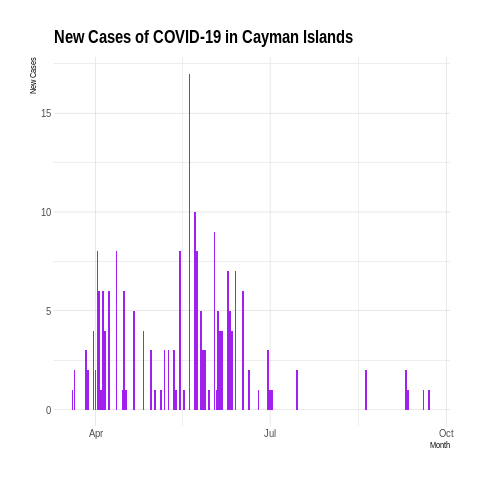 New Cases of COVID-19 in Cayman Islands
New Cases
15
10
5
0
Apr
Jul
Oct
Month